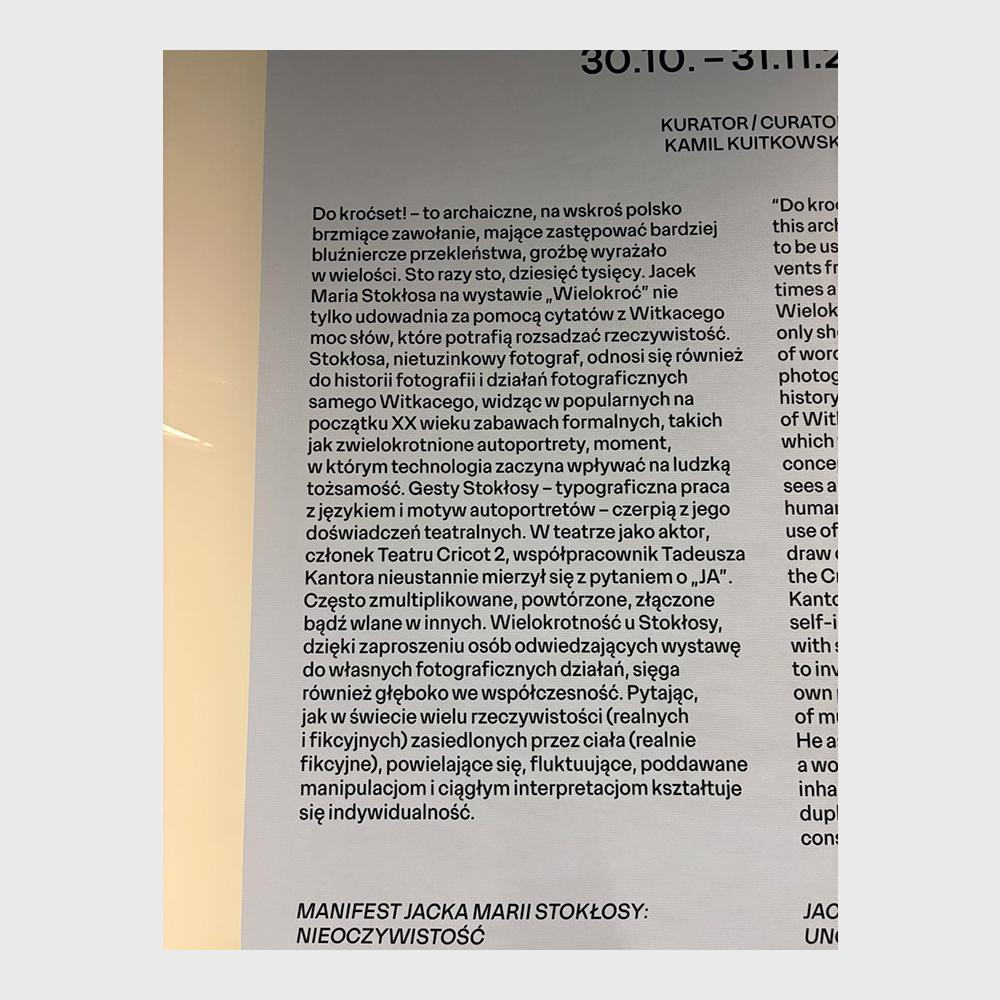 30.10. – 31.11.2
KURATOR / CURATO
KAMIL KUITKOWSK
Do kroćset! – to archaiczne, na wskroś polsko
brzmiące zawołanie, mające zastępować bardziej
bluźniercze przekleństwa, groźbę wyrażało
w wielości. Sto razy sto, dziesięć tysięcy. Jacek
Maria Stokłosa na wystawie „Wielokroć” nie
tylko udowadnia za pomocą cytatów z Witkacego
moc słów, które potrafią rozsadzać rzeczywistość.
Stokłosa, nietuzinkowy fotograf, odnosi się również
do historii fotografii i działań fotograficznych
samego Witkacego, widząc w popularnych na
początku XX wieku zabawach formalnych, takich
jak zwielokrotnione autoportrety, moment,
w którym technologia zaczyna wpływać na ludzką
tożsamość. Gesty Stokłosy – typograficzna praca
z językiem i motyw autoportretów – czerpią z jego
doświadczeń teatralnych. W teatrze jako aktor,
członek Teatru Cricot 2, współpracownik Tadeusza
Kantora nieustannie mierzył się z pytaniem o „JA”.
Często zmultiplikowane, powtórzone, złączone
bądź wlane w innych. Wielokrotność u Stokłosy,
dzięki zaproszeniu osób odwiedzających wystawę
do własnych fotograficznych działań, sięga
również głęboko we współczesność. Pytając,
jak w świecie wielu rzeczywistości (realnych
i fikcyjnych) zasiedlonych przez ciała (realnie
fikcyjne), powielające się, fluktuujące, poddawane
manipulacjom i ciągłym interpretacjom kształtuje
się indywidualność.
“Do kroć
this arch
to be us
vents fr
times a
Wielok
only sh
of word
photog
history
of Wit
which
conce
sees a
human
use of
draw
the Cr
Kanto
self-i
with s
to inv
own
of mu
He as
a wo
inha
dupl
cons
MANIFEST JACKA MARII STOKŁOSY:
NIEOCZYWISTOŚĆ
JAC
UNO